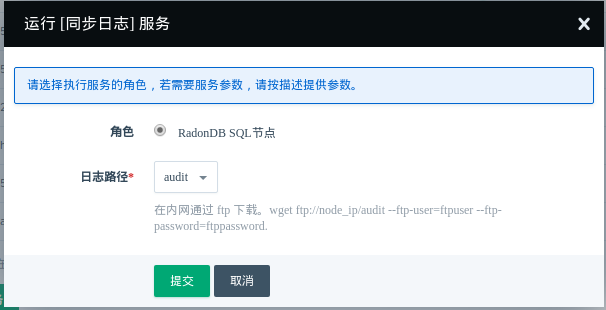 运行 [同步日志] 服务
请选择执行服务的角色，若需要服务参数，请按描述提供参数。
角色 RadonDB SQL节点
日志路径* audit
在内网通过 ftp 下载。wget ftp://node_ip/audit --ftp-user=ftpuser --ftp-
password=ftppassword.
提交 取消